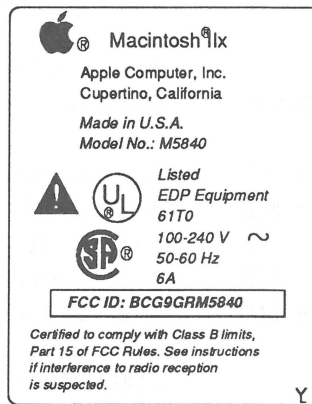 ® Macintosh® IIx
Apple Computer, Inc.
Cupertino, California
Made in U.S.A.
Model No.: M5840
UL ®
Listed
EDP Equipment
61T0
SA ®
100-240 V ~
50-60 Hz
6A
FCC ID: BCG9GRM5840
Certified to comply with Class B limits,
Part 15 of FCC Rules. See instructions
if interference to radio reception
is suspected.
Y